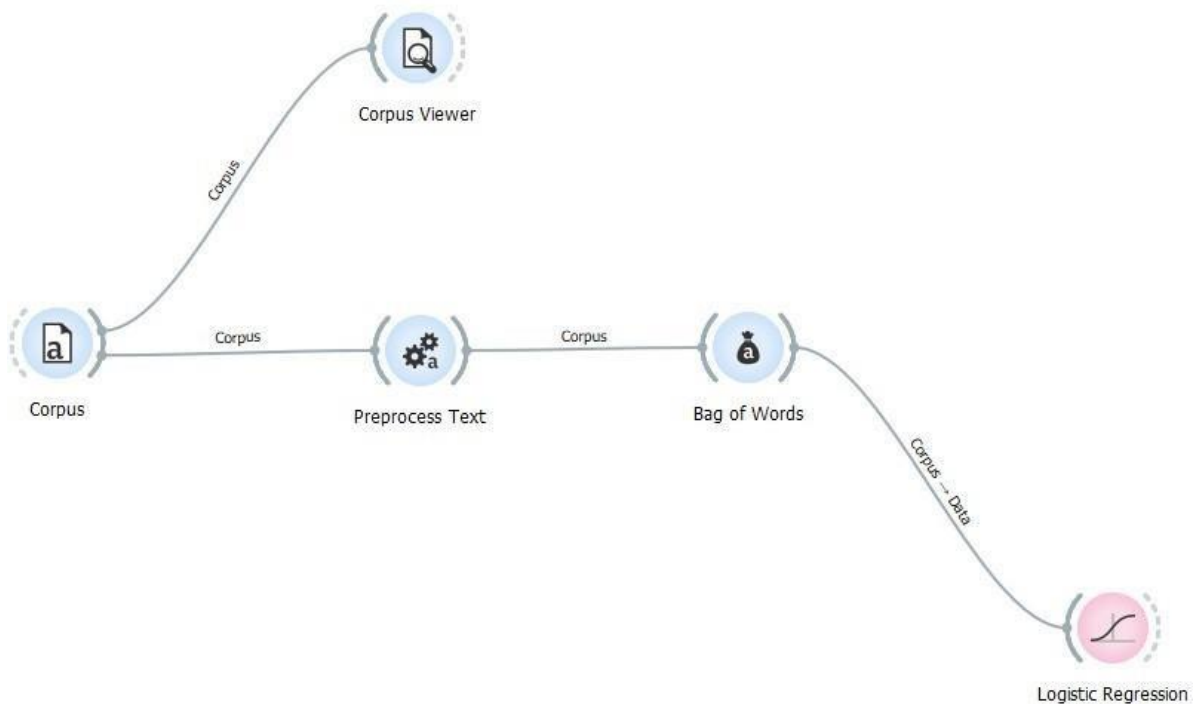 Corpus Viewer
Corpus
Corpus
Corpus
Corpus
Preprocess Text
Bag of Words
Corpus → Data
Logistic Regression
a
a
a